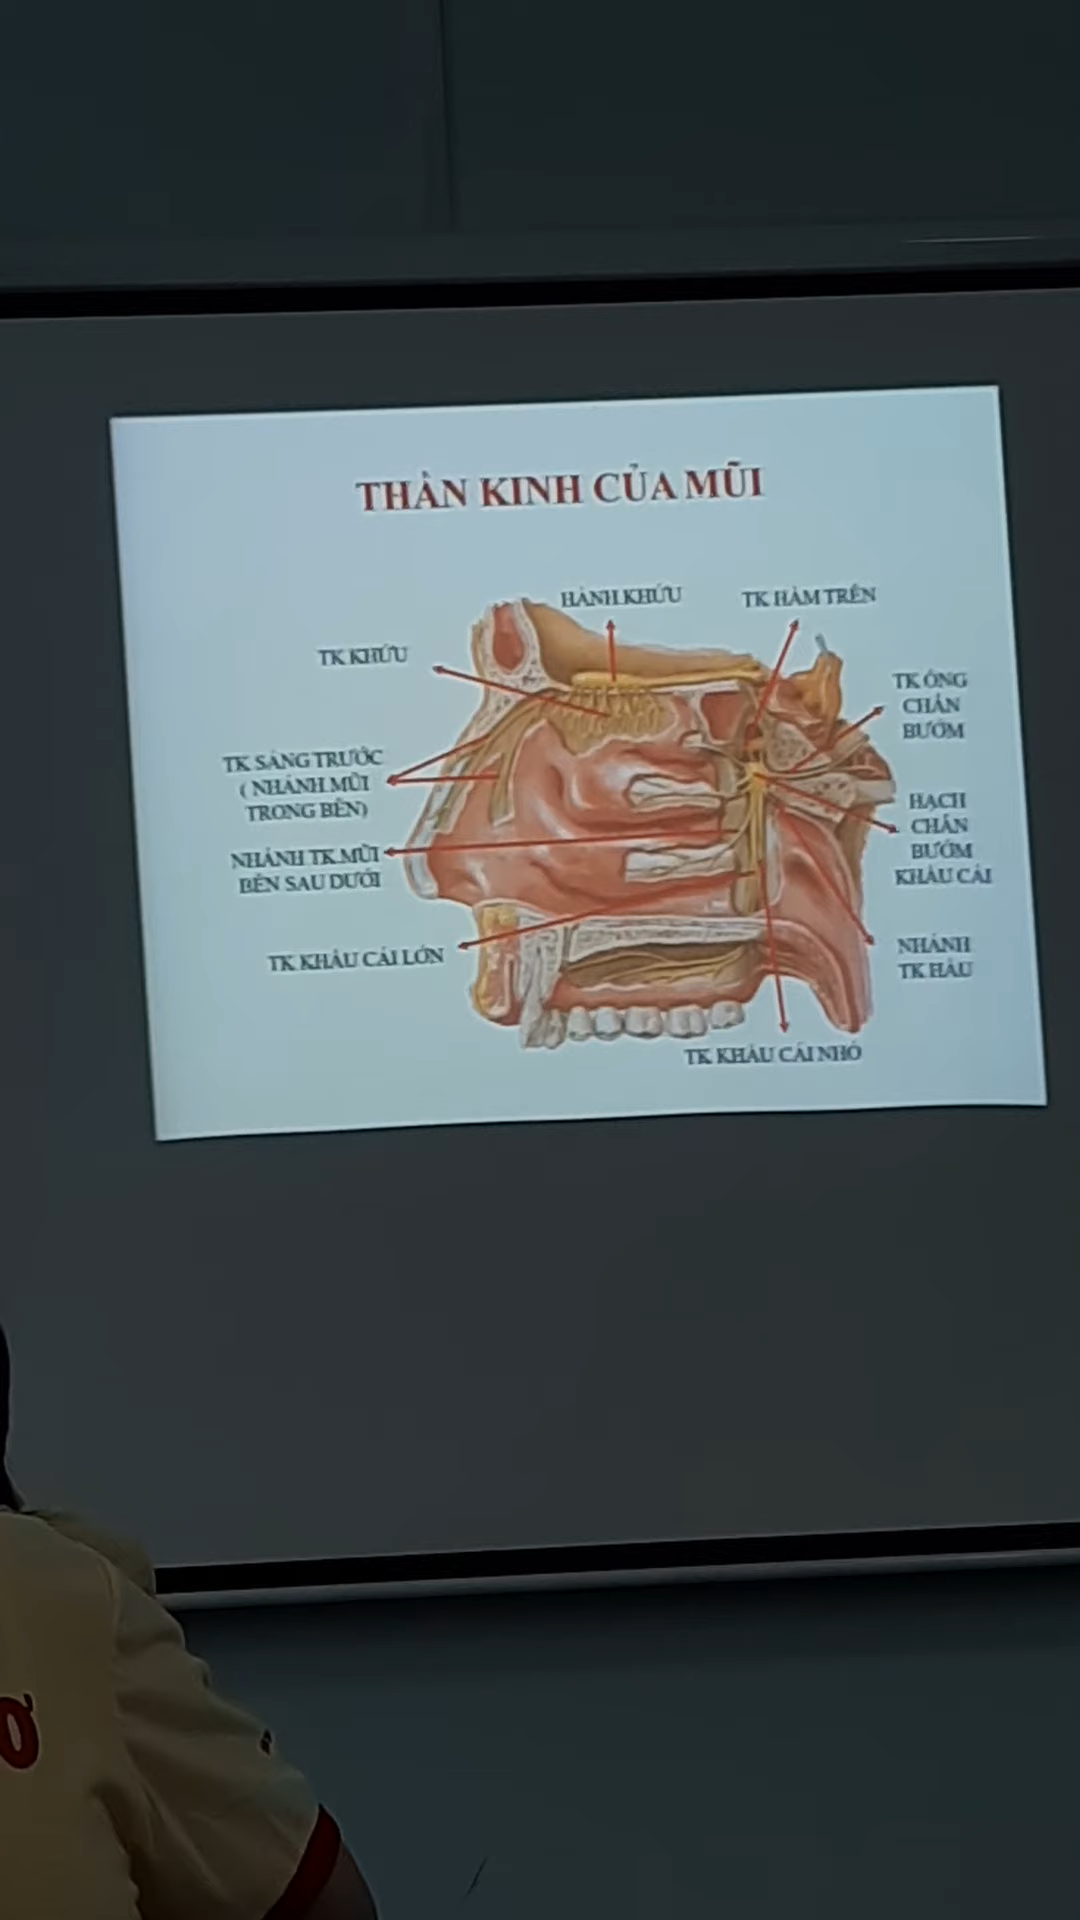 THẦN KINH CỦA MŨI
HÀNH KHỨU
TK HÀM TRÊN
TK KHỨU
TK ỐNG
CHÂN
BƯỚM
TK SÀNG TRƯỚC
( NHÁNH MŨI
TRONG BÊN)
HẠCH
CHÂN
BƯỚM
KHẨU CÁI
NHÁNH TK MŨI
BÊN SAU DƯỚI
TK KHẨU CÁI LỚN
NHÁNH
TK HẦU
TK KHẨU CÁI NHỎ
Ơ